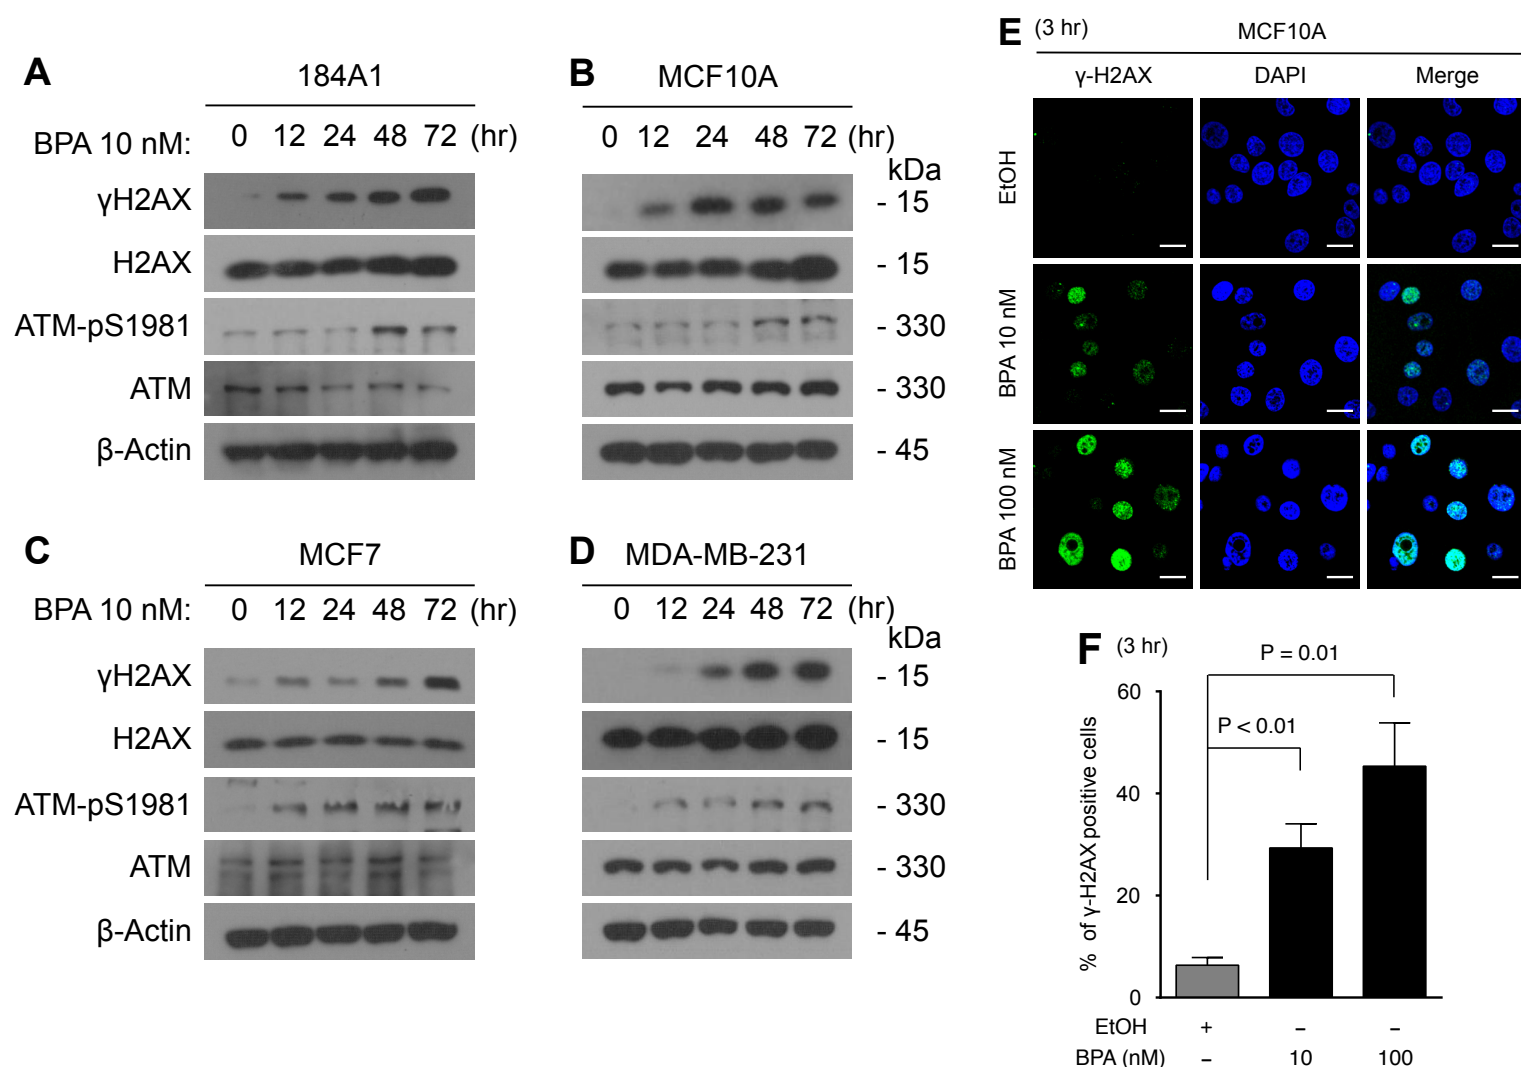 A
184A1
BPA 10 nM: 0 12 24 48 72 (hr)
γH2AX
H2AX
ATM-pS1981
ATM
β-Actin
B
MCF10A
0 12 24 48 72 (hr)
kDa
- 15
- 15
- 330
- 330
- 45
C
MCF7
BPA 10 nM: 0 12 24 48 72 (hr)
γH2AX
H2AX
ATM-pS1981
ATM
β-Actin
D
MDA-MB-231
0 12 24 48 72 (hr)
kDa
- 15
- 15
- 330
- 330
- 45
E (3 hr)
MCF10A
γ-H2AX DAPI Merge
EtOH
BPA 10 nM
BPA 100 nM
F (3 hr)
P = 0.01
P < 0.01
% of γ-H2AX positive cells
60
40
20
0
EtOH + – –
BPA (nM) – 10 100